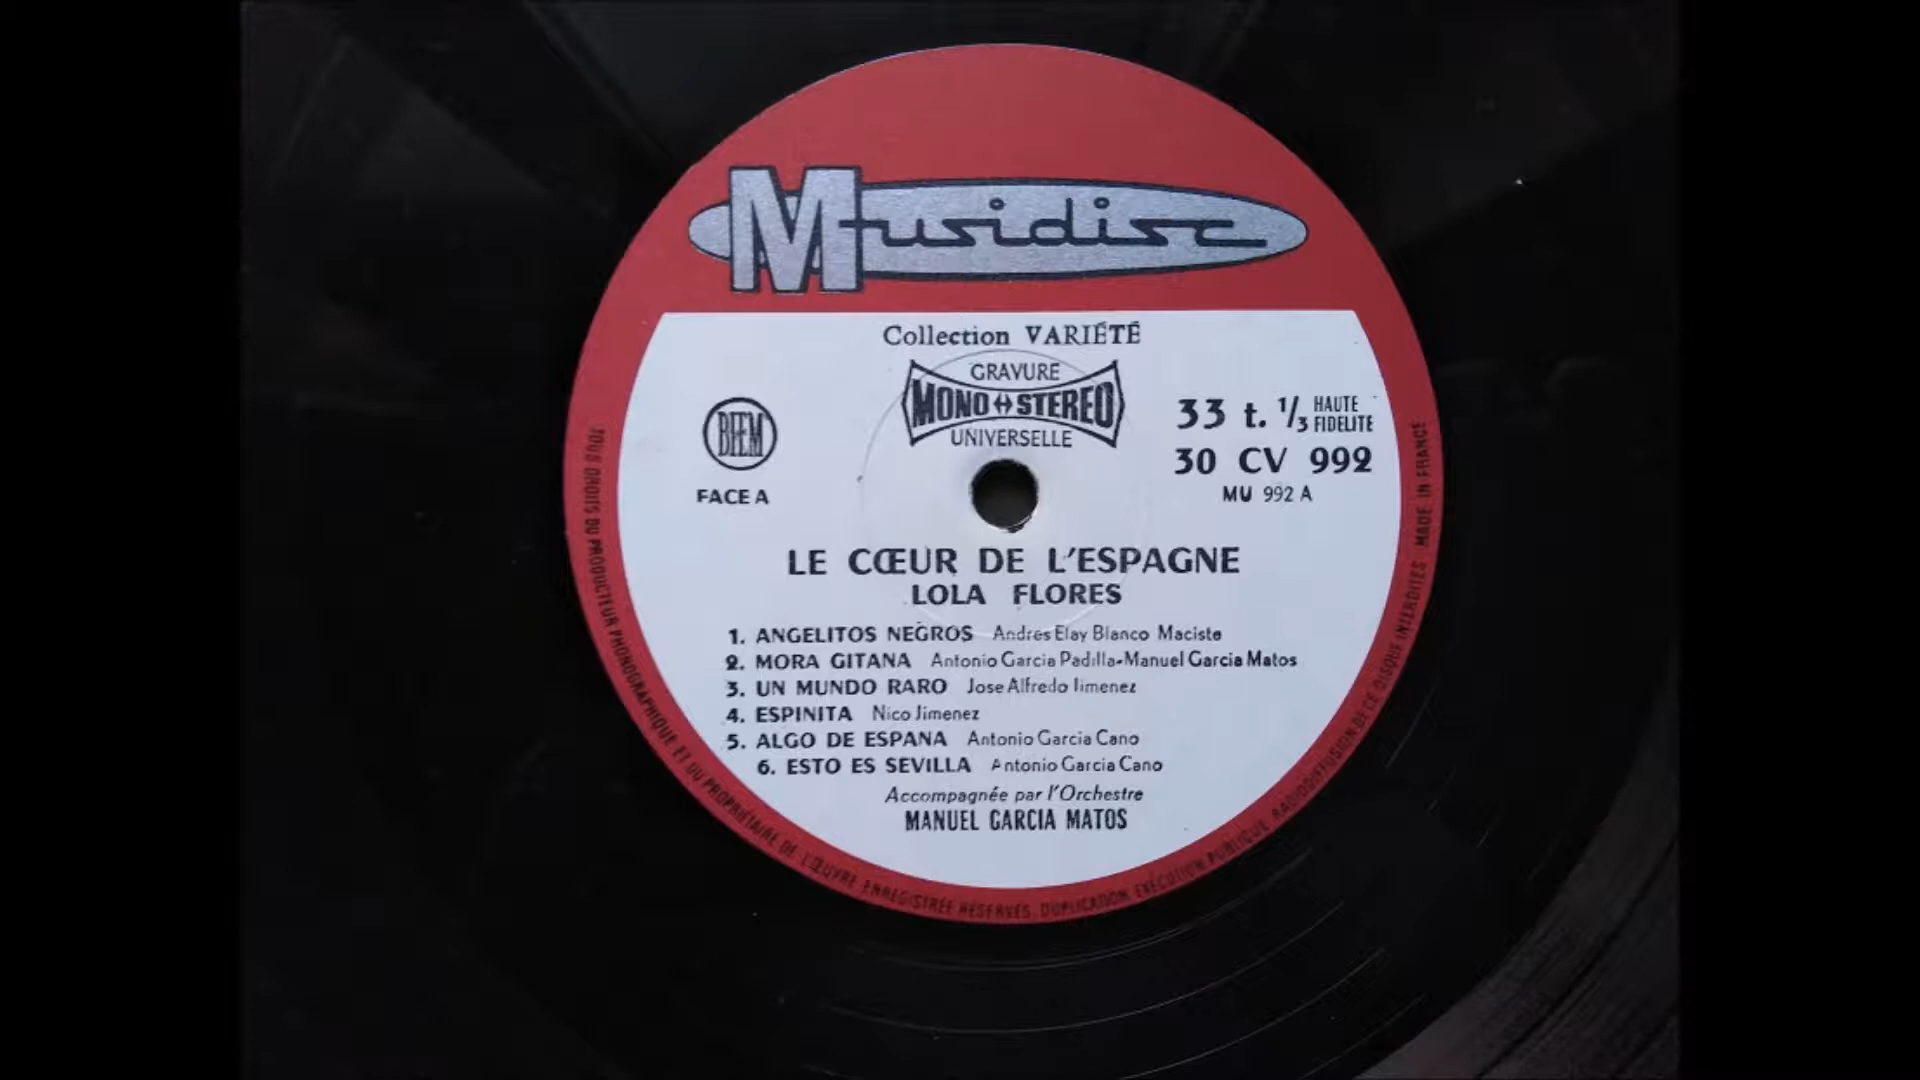 Musidisc
Collection VARIÉTÉ
GRAVURE
MONO ↔ STEREO
UNIVERSELLE
BIEM
FACE A
33 t. 1/3 HAUTE FIDELITE
30 CV 992
MU 992 A
LE CŒUR DE L'ESPAGNE
LOLA FLORES
1. ANGELITOS NEGROS Andres Elay Blanco Maciste
2. MORA GITANA Antonio Garcia Padilla-Manuel Garcia Matos
3. UN MUNDO RARO Jose Alfredo Jimenez
4. ESPINITA Nico Jimenez
5. ALGO DE ESPANA Antonio Garcia Cano
6. ESTO ES SEVILLA Antonio Garcia Cano
Accompagnée par l'Orchestre
MANUEL GARCIA MATOS
TOUS DROITS DU PRODUCTEUR PHONOGRAPHIQUE ET DU PROPRIÉTAIRE DE L'ŒUVRE ENREGISTRÉE RÉSERVÉS. DUPLICATION, EXÉCUTION PUBLIQUE, RADIODIFFUSION DE CE DISQUE INTERDITES. MADE IN FRANCE